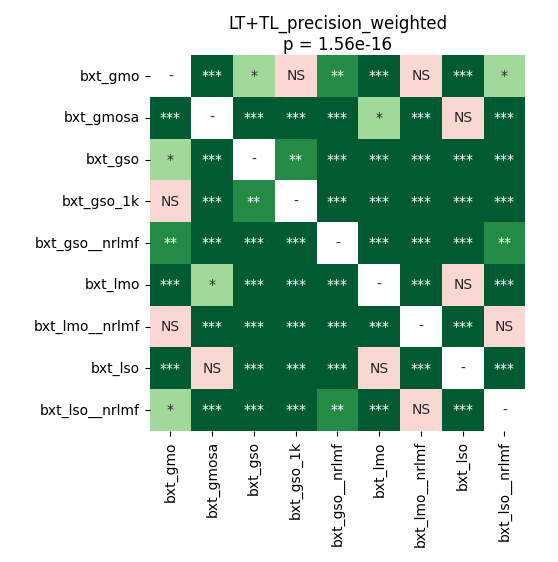 LT+TL_precision_weighted
p = 1.56e-16
bxt_gmo - *** * NS ** *** NS *** *
bxt_gmosa *** - *** *** *** * *** NS ***
bxt_gso * *** - ** *** *** *** *** ***
bxt_gso_1k NS *** ** - *** *** *** *** ***
bxt_gso__nrlmf ** *** *** *** - *** *** *** **
bxt_lmo *** * *** *** *** - *** NS ***
bxt_lmo__nrlmf NS *** *** *** *** *** - *** NS
bxt_lso *** NS *** *** *** NS *** - ***
bxt_lso__nrlmf * *** *** *** ** *** NS *** -
bxt_gmo
bxt_gmosa
bxt_gso
bxt_gso_1k
bxt_gso__nrlmf
bxt_lmo
bxt_lmo__nrlmf
bxt_lso
bxt_lso__nrlmf